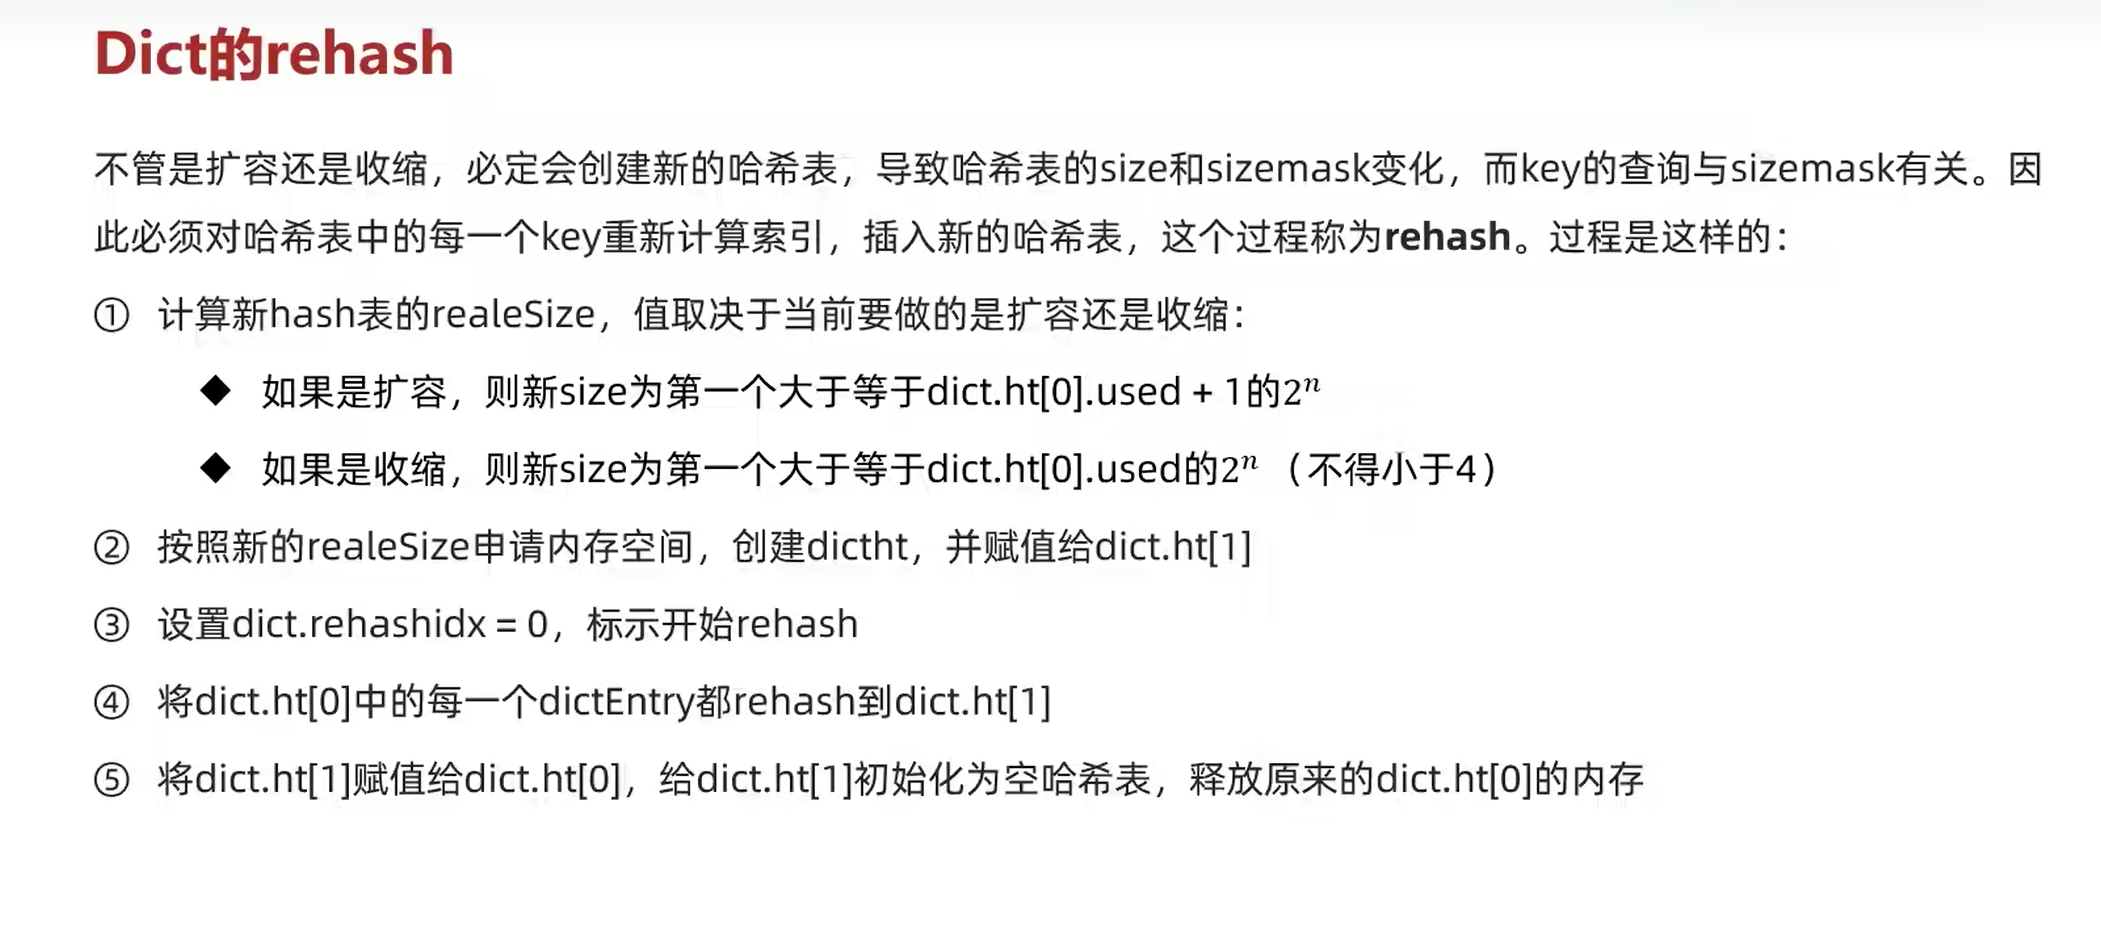 Dict的rehash
不管是扩容还是收缩，必定会创建新的哈希表，导致哈希表的size和sizemask变化，而key的查询与sizemask有关。因
此必须对哈希表中的每一个key重新计算索引，插入新的哈希表，这个过程称为rehash。过程是这样的：
① 计算新hash表的realeSize，值取决于当前要做的是扩容还是收缩：
◆ 如果是扩容，则新size为第一个大于等于dict.ht[0].used + 1的2ⁿ
◆ 如果是收缩，则新size为第一个大于等于dict.ht[0].used的2ⁿ（不得小于4）
② 按照新的realeSize申请内存空间，创建dictht，并赋值给dict.ht[1]
③ 设置dict.rehashidx = 0，标示开始rehash
④ 将dict.ht[0]中的每一个dictEntry都rehash到dict.ht[1]
⑤ 将dict.ht[1]赋值给dict.ht[0]，给dict.ht[1]初始化为空哈希表，释放原来的dict.ht[0]的内存